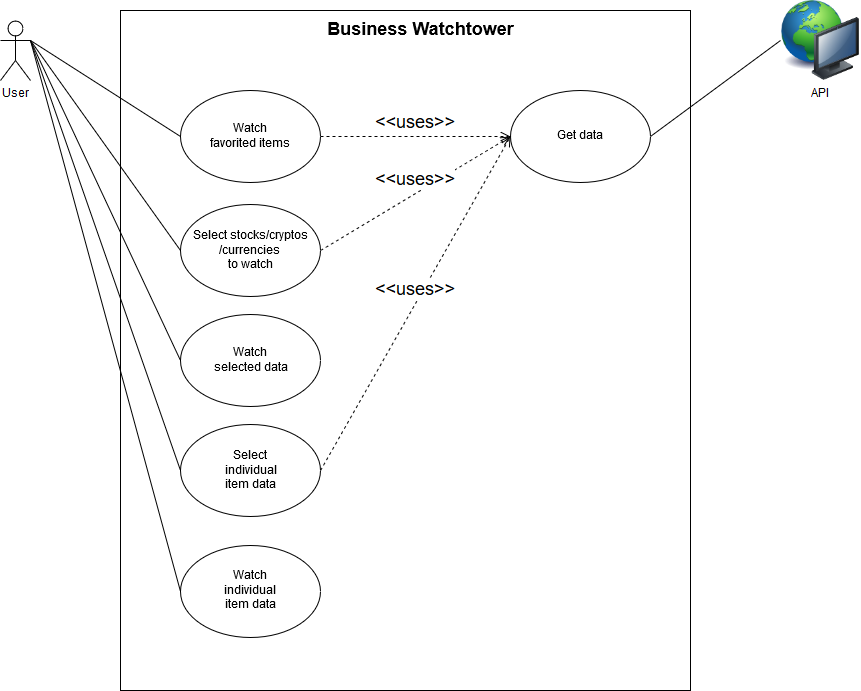 Business Watchtower
User
API
Watch
favorited items
<<uses>>
Get data
<<uses>>
Select stocks/cryptos
/currencies
to watch
<<uses>>
Watch
selected data
Select
individual
item data
Watch
individual
item data